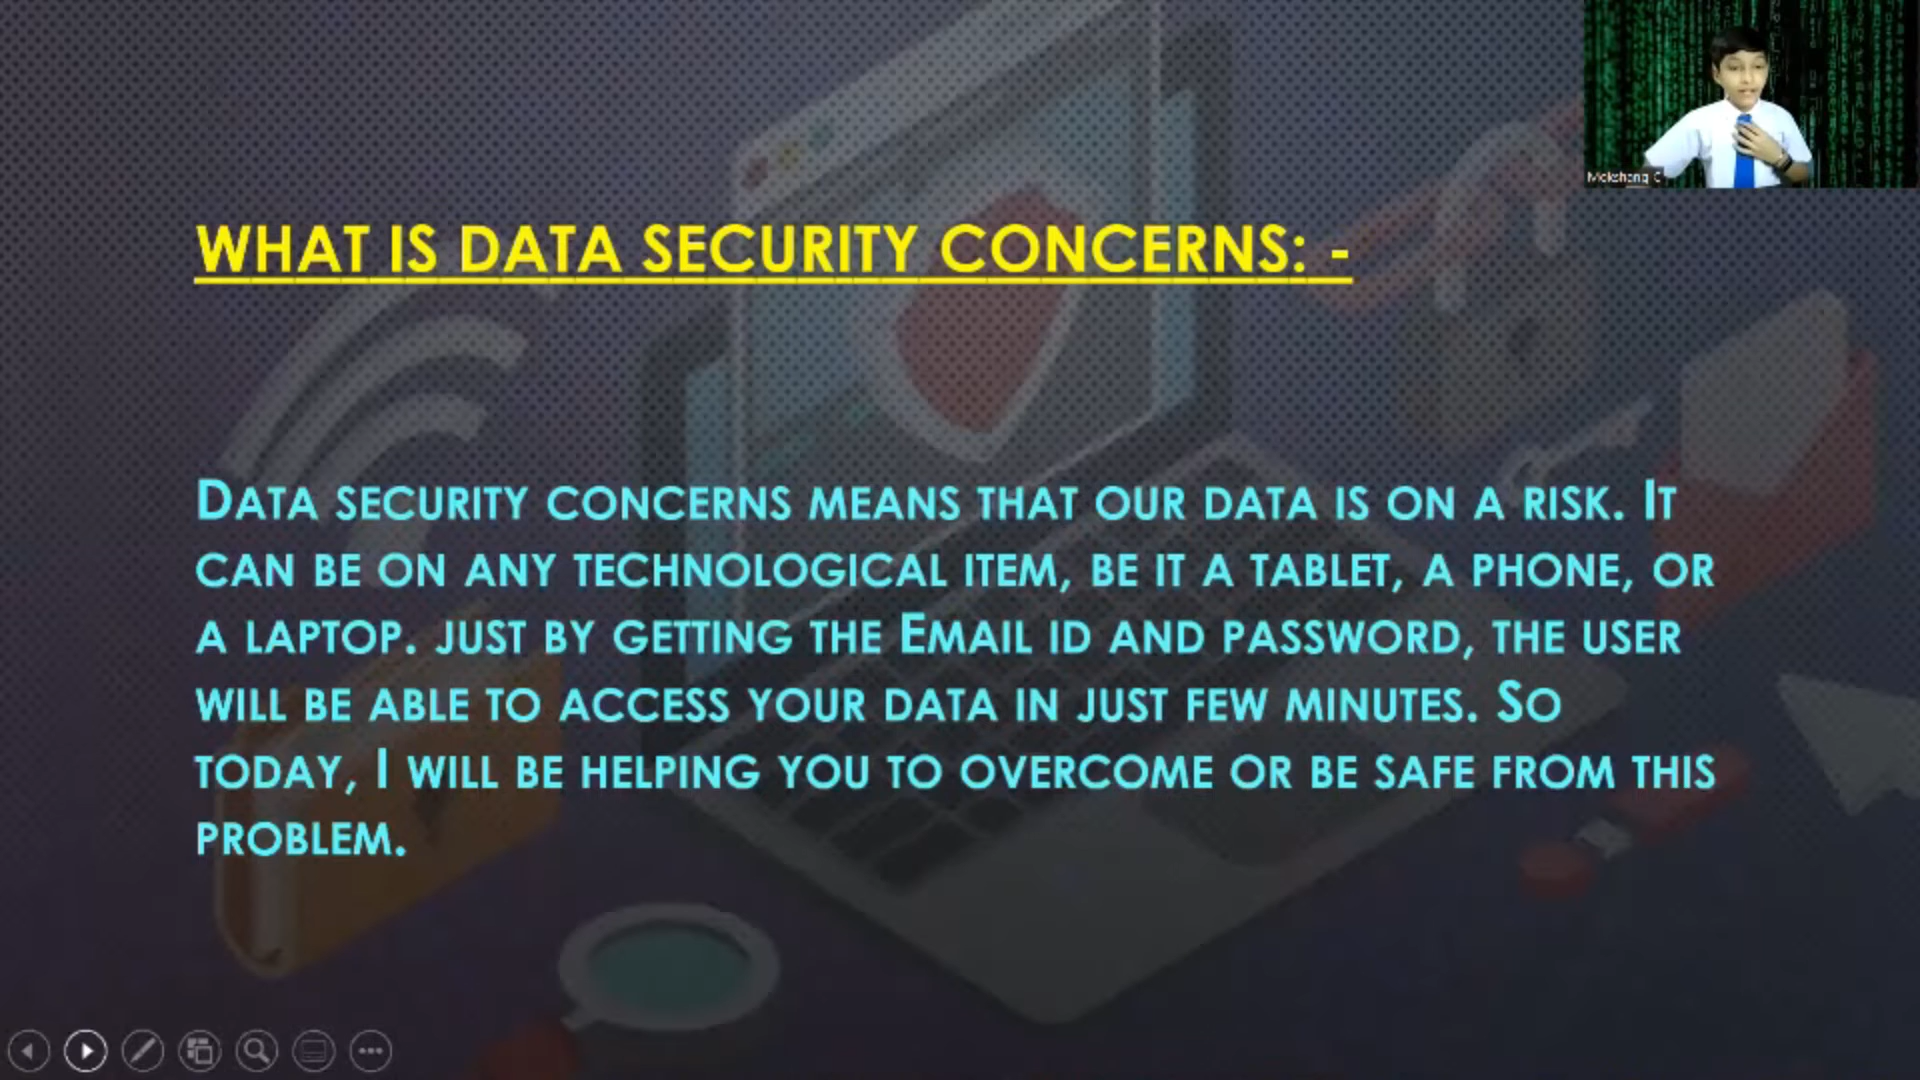 Mokshang C
WHAT IS DATA SECURITY CONCERNS: -
DATA SECURITY CONCERNS MEANS THAT OUR DATA IS ON A RISK. IT
CAN BE ON ANY TECHNOLOGICAL ITEM, BE IT A TABLET, A PHONE, OR
A LAPTOP. JUST BY GETTING THE EMAIL ID AND PASSWORD, THE USER
WILL BE ABLE TO ACCESS YOUR DATA IN JUST FEW MINUTES. SO
TODAY, I WILL BE HELPING YOU TO OVERCOME OR BE SAFE FROM THIS
PROBLEM.